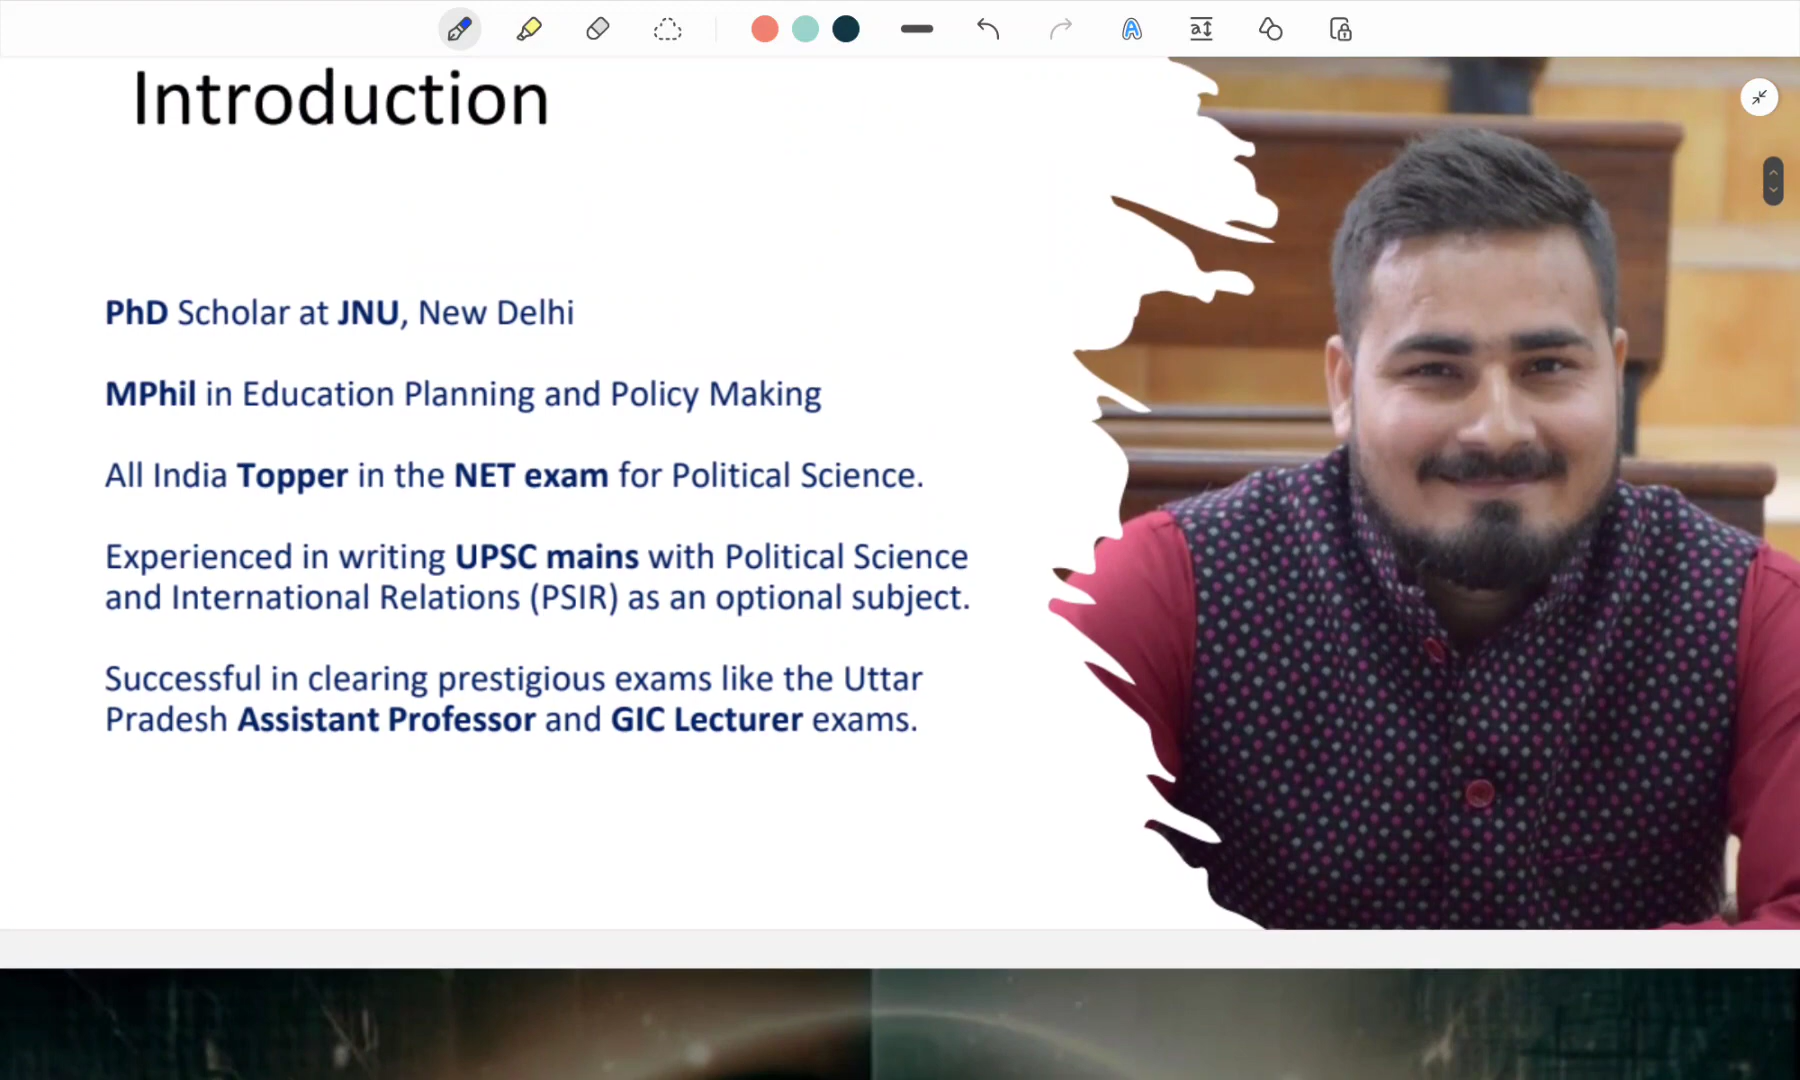 Introduction
PhD Scholar at JNU, New Delhi
MPhil in Education Planning and Policy Making
All India Topper in the NET exam for Political Science.
Experienced in writing UPSC mains with Political Science
and International Relations (PSIR) as an optional subject.
Successful in clearing prestigious exams like the Uttar
Pradesh Assistant Professor and GIC Lecturer exams.